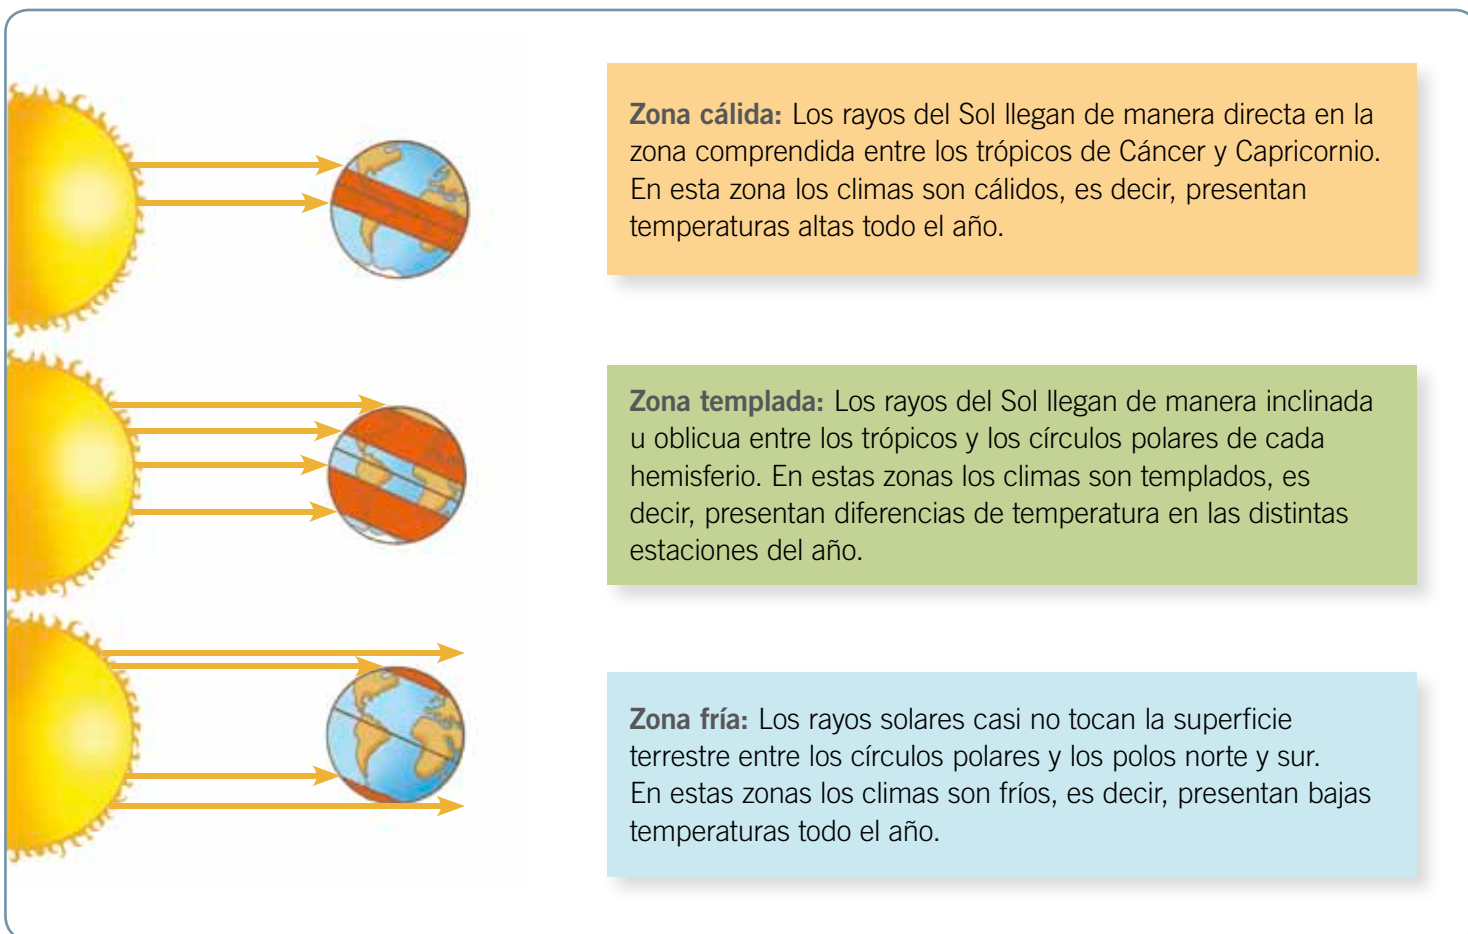 Zona cálida: Los rayos del Sol llegan de manera directa en la
zona comprendida entre los trópicos de Cáncer y Capricornio.
En esta zona los climas son cálidos, es decir, presentan
temperaturas altas todo el año.
Zona templada: Los rayos del Sol llegan de manera inclinada
u oblicua entre los trópicos y los círculos polares de cada
hemisferio. En estas zonas los climas son templados, es
decir, presentan diferencias de temperatura en las distintas
estaciones del año.
Zona fría: Los rayos solares casi no tocan la superficie
terrestre entre los círculos polares y los polos norte y sur.
En estas zonas los climas son fríos, es decir, presentan bajas
temperaturas todo el año.